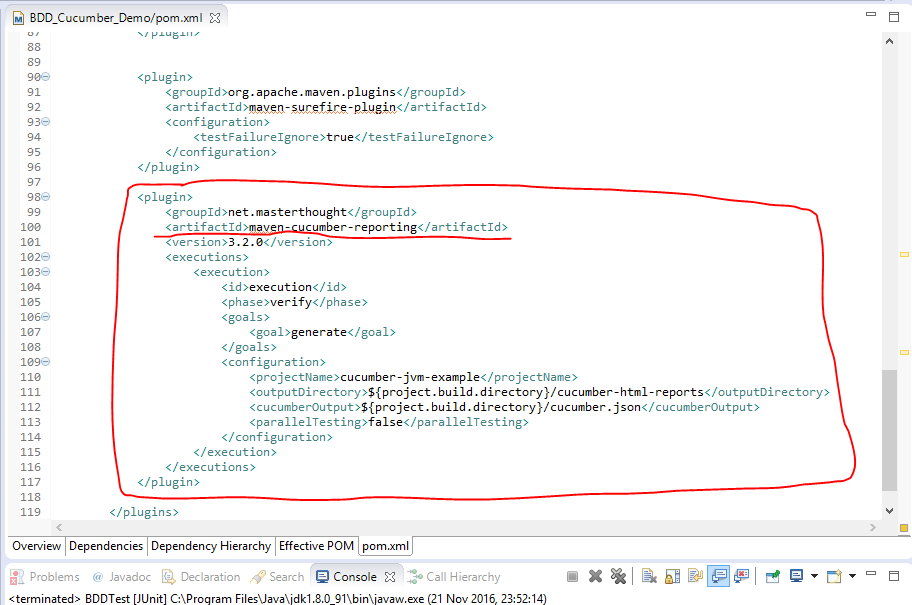 BDD_Cucumber_Demo/pom.xml
87 </plugin>
88
89
90 <plugin>
91 <groupId>org.apache.maven.plugins</groupId>
92 <artifactId>maven-surefire-plugin</artifactId>
93 <configuration>
94 <testFailureIgnore>true</testFailureIgnore>
95 </configuration>
96 </plugin>
97
98 <plugin>
99 <groupId>net.masterthought</groupId>
100 <artifactId>maven-cucumber-reporting</artifactId>
101 <version>3.2.0</version>
102 <executions>
103 <execution>
104 <id>execution</id>
105 <phase>verify</phase>
106 <goals>
107 <goal>generate</goal>
108 </goals>
109 <configuration>
110 <projectName>cucumber-jvm-example</projectName>
111 <outputDirectory>${project.build.directory}/cucumber-html-reports</outputDirectory>
112 <cucumberOutput>${project.build.directory}/cucumber.json</cucumberOutput>
113 <parallelTesting>false</parallelTesting>
114 </configuration>
115 </execution>
116 </executions>
117 </plugin>
118
119 </plugins>
Overview Dependencies Dependency Hierarchy Effective POM pom.xml
Problems @ Javadoc Declaration Search Console Call Hierarchy
<terminated> BDDTest [JUnit] C:\Program Files\Java\jdk1.8.0_91\bin\javaw.exe (21 Nov 2016, 23:52:14)